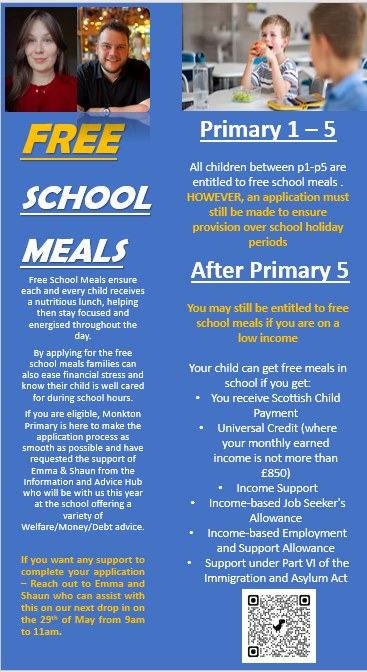 FREE
SCHOOL
MEALS
Free School Meals ensure
each and every child receives
a nutritious lunch, helping
then stay focused and
energised throughout the
day.
By applying for the free
school meals families can
also ease financial stress and
know their child is well cared
for during school hours.
If you are eligible, Monkton
Primary is here to make the
application process as
smooth as possible and have
requested the support of
Emma & Shaun from the
Information and Advice Hub
who will be with us this year
at the school offering a
variety of
Welfare/Money/Debt advice.
If you want any support to
complete your application
– Reach out to Emma and
Shaun who can assist with
this on our next drop in on
the 29th of May from 9am
to 11am.
Primary 1 – 5
All children between p1-p5 are
entitled to free school meals .
HOWEVER, an application must
still be made to ensure
provision over school holiday
periods
After Primary 5
You may still be entitled to free
school meals if you are on a
low income
Your child can get free meals in
school if you get:
• You receive Scottish Child
Payment
• Universal Credit (where
your monthly earned
income is not more than
£850)
• Income Support
• Income-based Job Seeker's
Allowance
• Income-based Employment
and Support Allowance
• Support under Part VI of the
Immigration and Asylum Act